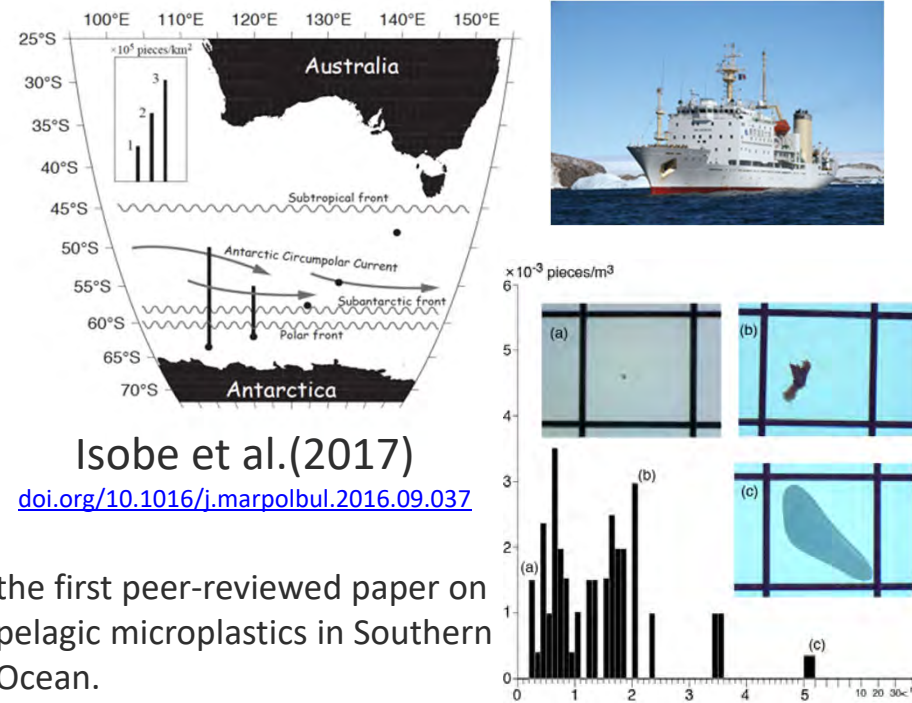 100°E 110°E 120°E 130°E 140°E 150°E
25°S
30°S
35°S
40°S
45°S
50°S
55°S
60°S
65°S
70°S
×10⁵ pieces/km²
3
2
1
Australia
Subtropical front
Antarctic Circumpolar Current
Subantarctic front
Polar front
Antarctica
Isobe et al.(2017)
doi.org/10.1016/j.marpolbul.2016.09.037
the first peer-reviewed paper on
pelagic microplastics in Southern
Ocean.
×10⁻³ pieces/m³
6
5
4
3
2
1
0
(a)
(b)
(c)
(a)
(b)
(c)
0 1 2 3 4 5 10 20 30<